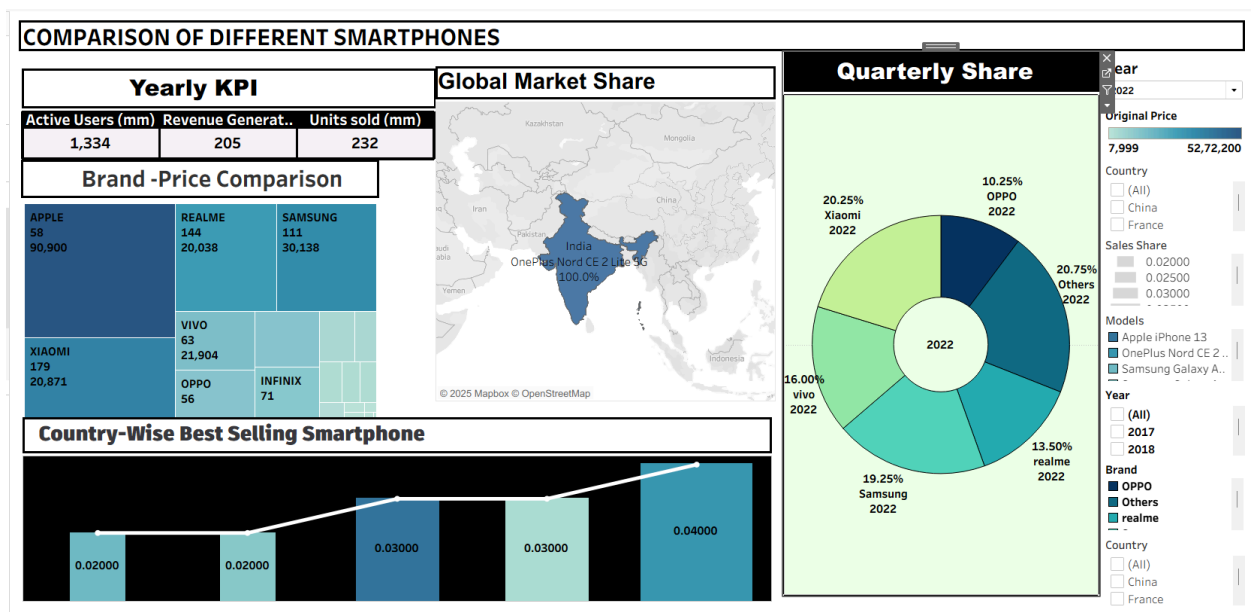 COMPARISON OF DIFFERENT SMARTPHONES
Yearly KPI
Active Users (mm) Revenue Generat.. Units sold (mm)
1,334 205 232
Brand -Price Comparison
APPLE
58
90,900
REALME
144
20,038
SAMSUNG
111
30,138
XIAOMI
179
20,871
VIVO
63
21,904
OPPO
56
INFINIX
71
Global Market Share
Kazakhstan
Mongolia
China
Iran
Pakistan
Yemen
Indonesia
India
OnePlus Nord CE 2 Lite 5G
100.0%
© 2025 Mapbox © OpenStreetMap
Country-Wise Best Selling Smartphone
0.02000
0.02000
0.03000
0.03000
0.04000
Quarterly Share
10.25%
OPPO
2022
20.75%
Others
2022
13.50%
realme
2022
19.25%
Samsung
2022
16.00%
vivo
2022
20.25%
Xiaomi
2022
2022
2022
Original Price
7,999 52,72,200
Country
(All)
China
France
Sales Share
0.02000
0.02500
0.03000
Models
Apple iPhone 13
OnePlus Nord CE 2 ..
Samsung Galaxy A..
Year
(All)
2017
2018
Brand
OPPO
Others
realme
Country
(All)
China
France